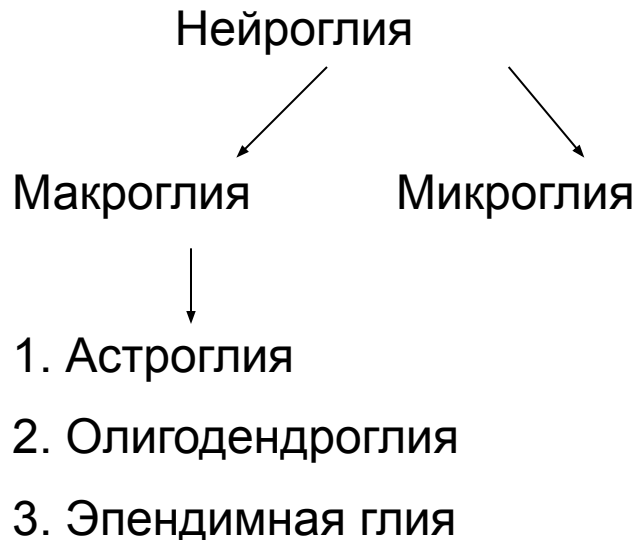 Нейроглия
Макроглия Микроглия
1. Астроглия
2. Олигодендроглия
3. Эпендимная глия